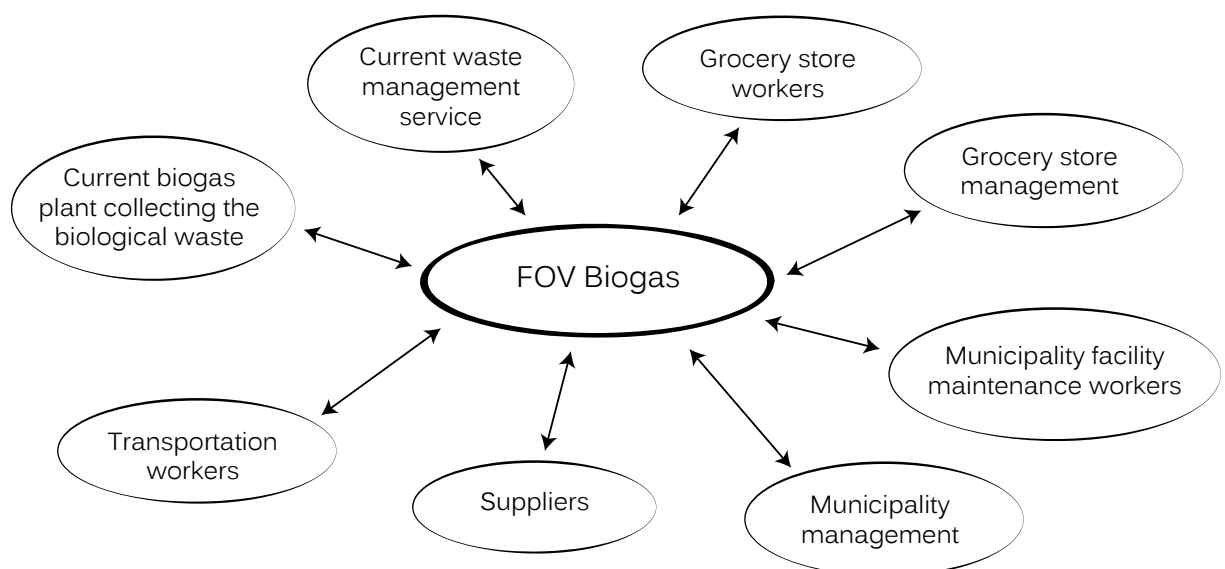 Current waste
management
service
Grocery store
workers
Current biogas
plant collecting the
biological waste
Grocery store
management
FOV Biogas
Municipality facility
maintenance workers
Transportation
workers
Suppliers
Municipality
management